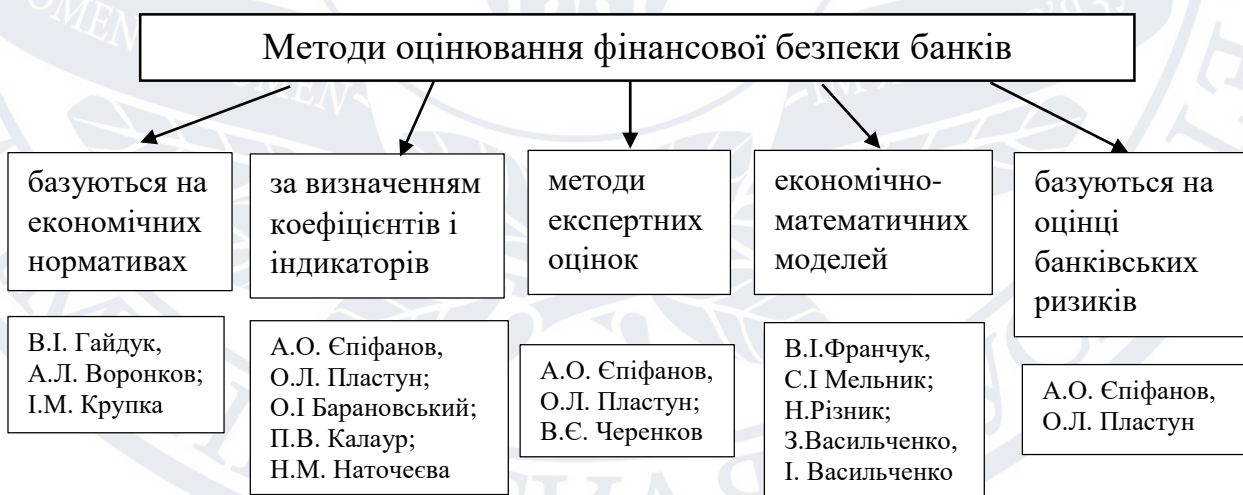 Методи оцінювання фінансової безпеки банків
базуються на
економічних
нормативах
за визначенням
коефіцієнтів і
індикаторів
методи
експертних
оцінок
економічно-
математичних
моделей
базуються на
оцінці
банківських
ризиків
В.І. Гайдук,
А.Л. Воронков;
І.М. Крупка
А.О. Єпіфанов,
О.Л. Пластун;
О.І Барановський;
П.В. Калаур;
Н.М. Наточеєва
А.О. Єпіфанов,
О.Л. Пластун;
В.Є. Черенков
В.І.Франчук,
С.І Мельник;
Н.Різник;
З.Васильченко,
І. Васильченко
А.О. Єпіфанов,
О.Л. Пластун